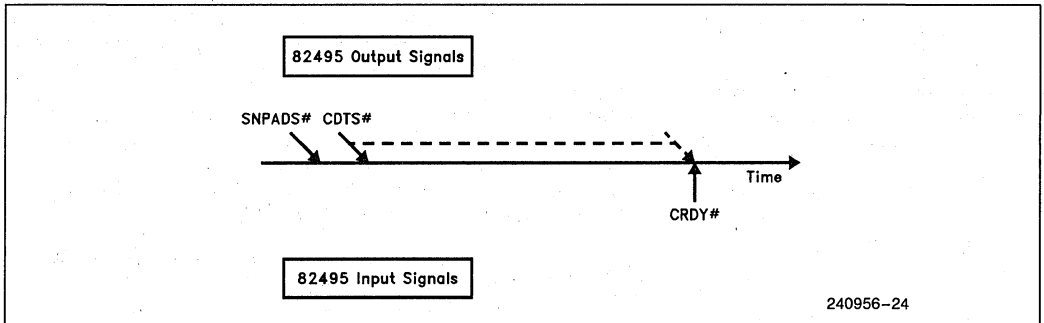 82495 Output Signals
SNPADS# CDTS#
Time
CRDY#
82495 Input Signals
240956-24